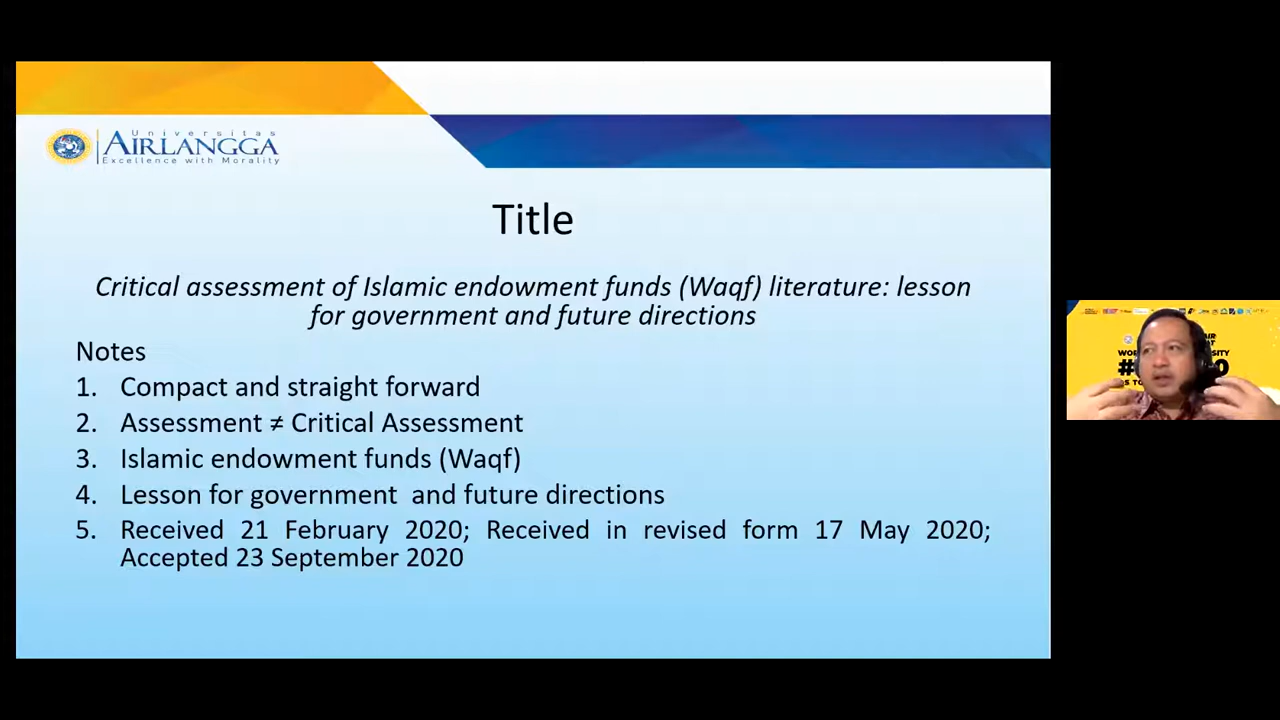 Universitas
AIRLANGGA
Excellence with Morality
Title
Critical assessment of Islamic endowment funds (Waqf) literature: lesson
for government and future directions
Notes
1. Compact and straight forward
2. Assessment ≠ Critical Assessment
3. Islamic endowment funds (Waqf)
4. Lesson for government and future directions
5. Received 21 February 2020; Received in revised form 17 May 2020;
Accepted 23 September 2020